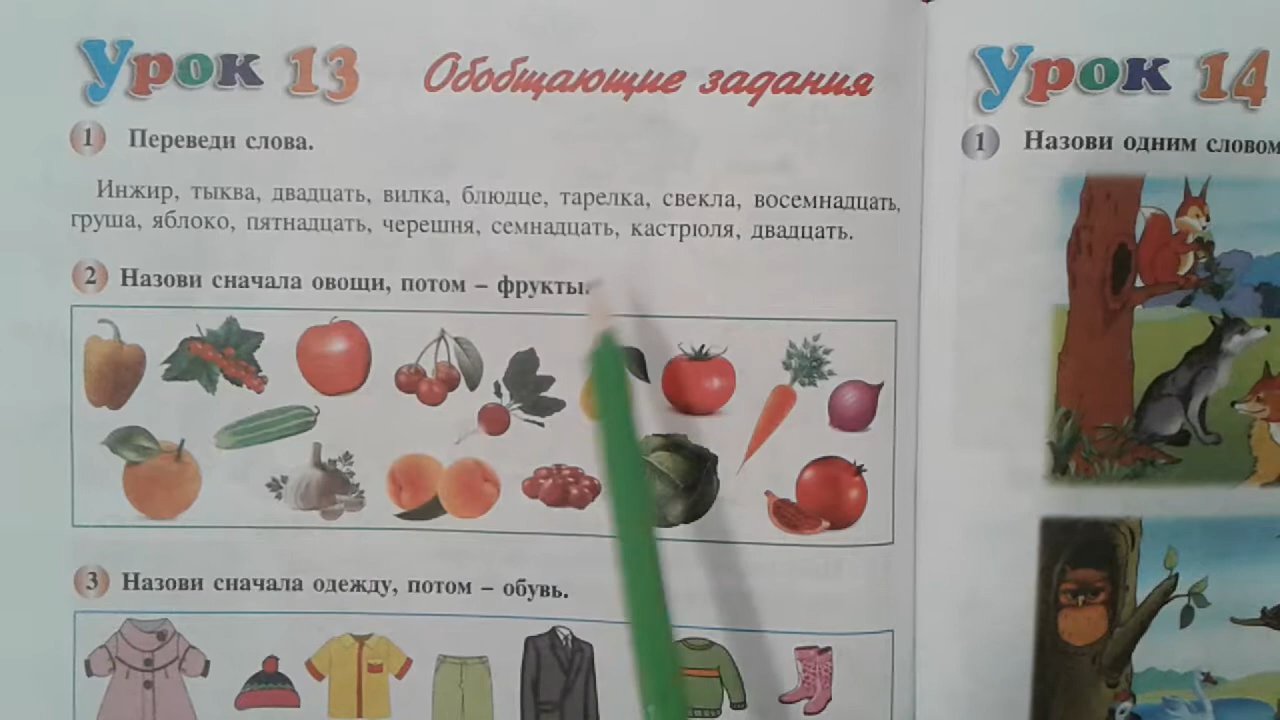 Урок 13 Обобщающие задания
1 Переведи слова.
Инжир, тыква, двадцать, вилка, блюдце, тарелка, свекла, восемнадцать,
груша, яблоко, пятнадцать, черешня, семнадцать, кастрюля, двадцать.
2 Назови сначала овощи, потом – фрукты.
3 Назови сначала одежду, потом – обувь.
Урок 14
1 Назови одним словом